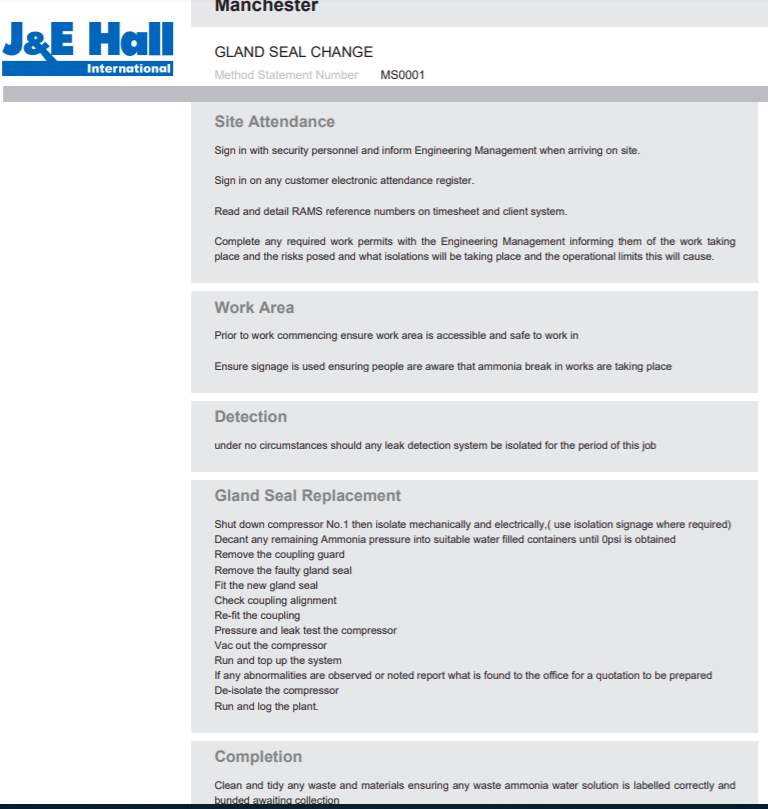 Manchester
J&E Hall
International
GLAND SEAL CHANGE
Method Statement Number MS0001
Site Attendance
Sign in with security personnel and inform Engineering Management when arriving on site.
Sign in on any customer electronic attendance register.
Read and detail RAMS reference numbers on timesheet and client system.
Complete any required work permits with the Engineering Management informing them of the work taking
place and the risks posed and what isolations will be taking place and the operational limits this will cause.
Work Area
Prior to work commencing ensure work area is accessible and safe to work in
Ensure signage is used ensuring people are aware that ammonia break in works are taking place
Detection
under no circumstances should any leak detection system be isolated for the period of this job
Gland Seal Replacement
Shut down compressor No.1 then isolate mechanically and electrically,( use isolation signage where required)
Decant any remaining Ammonia pressure into suitable water filled containers until 0psi is obtained
Remove the coupling guard
Remove the faulty gland seal
Fit the new gland seal
Check coupling alignment
Re-fit the coupling
Pressure and leak test the compressor
Vac out the compressor
Run and top up the system
If any abnormalities are observed or noted report what is found to the office for a quotation to be prepared
De-isolate the compressor
Run and log the plant.
Completion
Clean and tidy any waste and materials ensuring any waste ammonia water solution is labelled correctly and
bunded awaiting collection